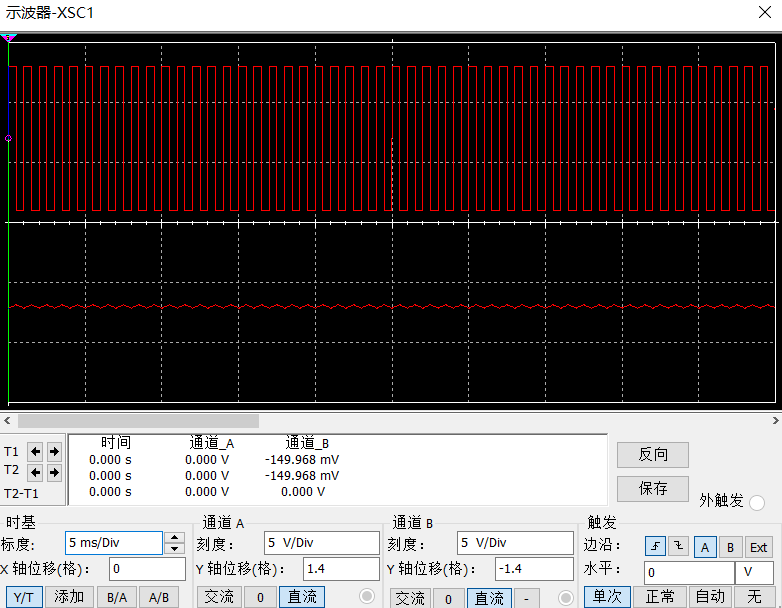 示波器-XSC1
时间 通道_A 通道_B
T1 0.000 s 0.000 V -149.968 mV
T2 0.000 s 0.000 V -149.968 mV
T2-T1 0.000 s 0.000 V 0.000 V
反向
保存
外触发
时基 通道 A 通道 B 触发
标度: 5 ms/Div 刻度: 5 V/Div 刻度: 5 V/Div 边沿: A B Ext
X 轴位移(格): 0 Y 轴位移(格): 1.4 Y 轴位移(格): -1.4 水平: 0 V
Y/T 添加 B/A A/B 交流 0 直流 交流 0 直流 - 单次 正常 自动 无